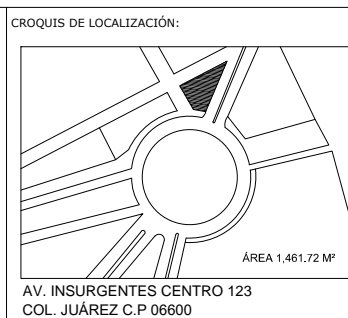 CROQUIS DE LOCALIZACIÓN:
ÁREA 1,461.72 M²
AV. INSURGENTES CENTRO 123
COL. JUÁREZ C.P 06600